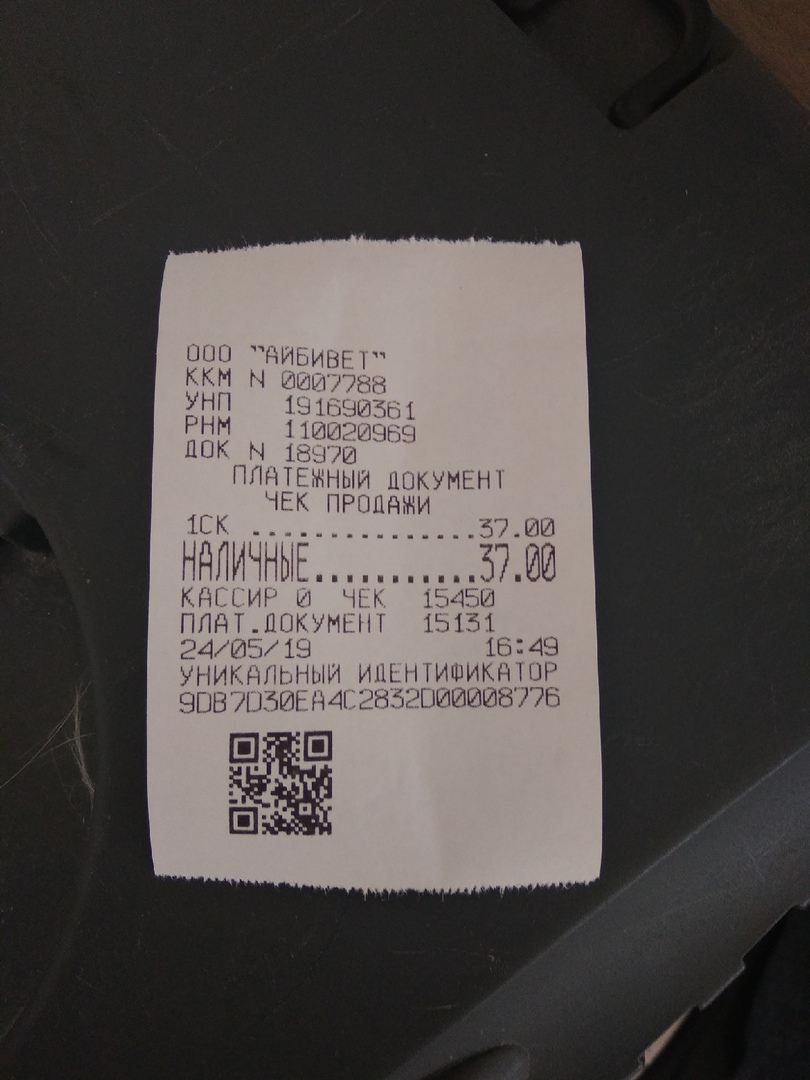 ООО "АЙБИВЕТ"
ККМ N 0007788
УНП 191690361
РНМ 110020969
ДОК N 18970
ПЛАТЕЖНЫЙ ДОКУМЕНТ
ЧЕК ПРОДАЖИ
1СК ................37.00
НАЛИЧНЫЕ...........37.00
КАССИР 0 ЧЕК 15450
ПЛАТ.ДОКУМЕНТ 15131
24/05/19 16:49
УНИКАЛЬНЫЙ ИДЕНТИФИКАТОР
9DB7D30EA4C2832D00008776